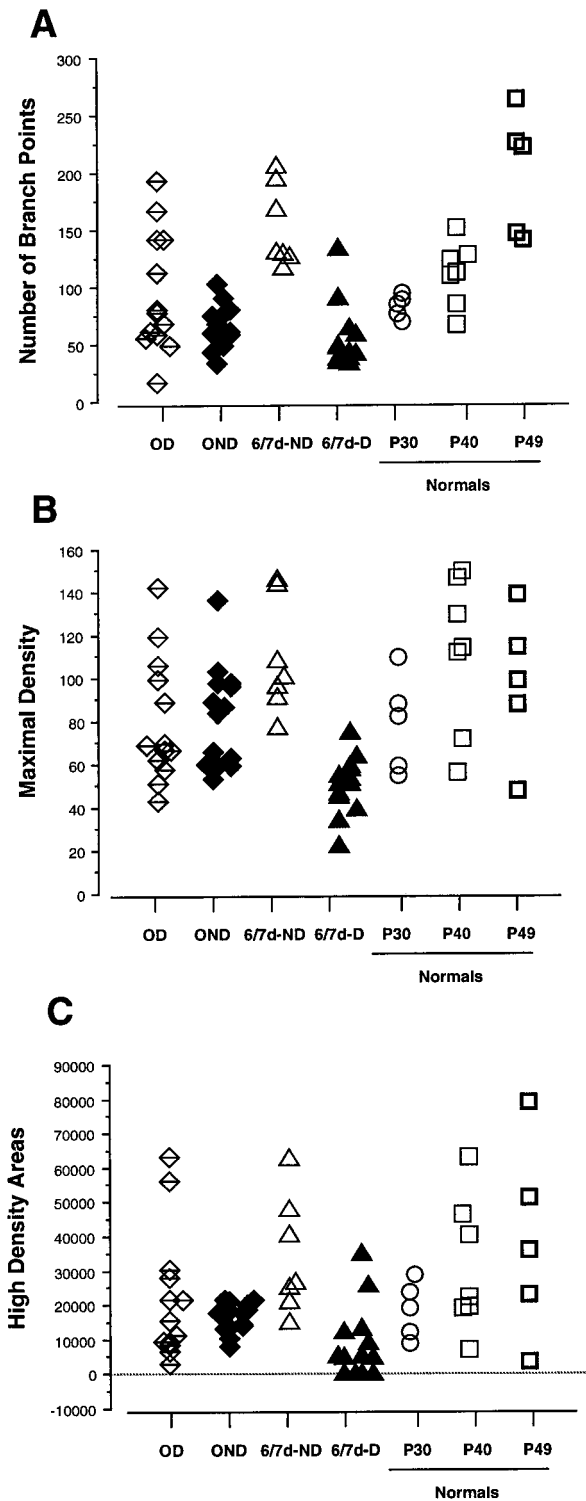 A
Number of Branch Points
300
250
200
150
100
50
0
OD OND 6/7d-ND 6/7d-D P30 P40 P49
Normals
B
Maximal Density
160
140
120
100
80
60
40
20
0
OD OND 6/7d-ND 6/7d-D P30 P40 P49
Normals
C
High Density Areas
90000
80000
70000
60000
50000
40000
30000
20000
10000
0
-10000
OD OND 6/7d-ND 6/7d-D P30 P40 P49
Normals